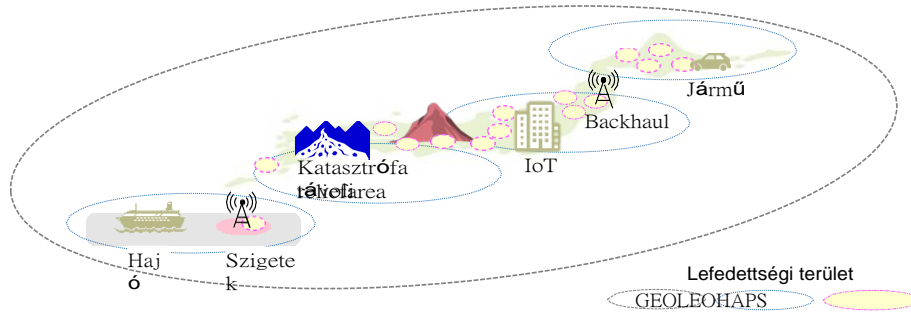 Jármű
Backhaul
IoT
Katasztrófa
Haj
ó
Szigete
k
Lefedettségi terület
GEOLEOHAPS